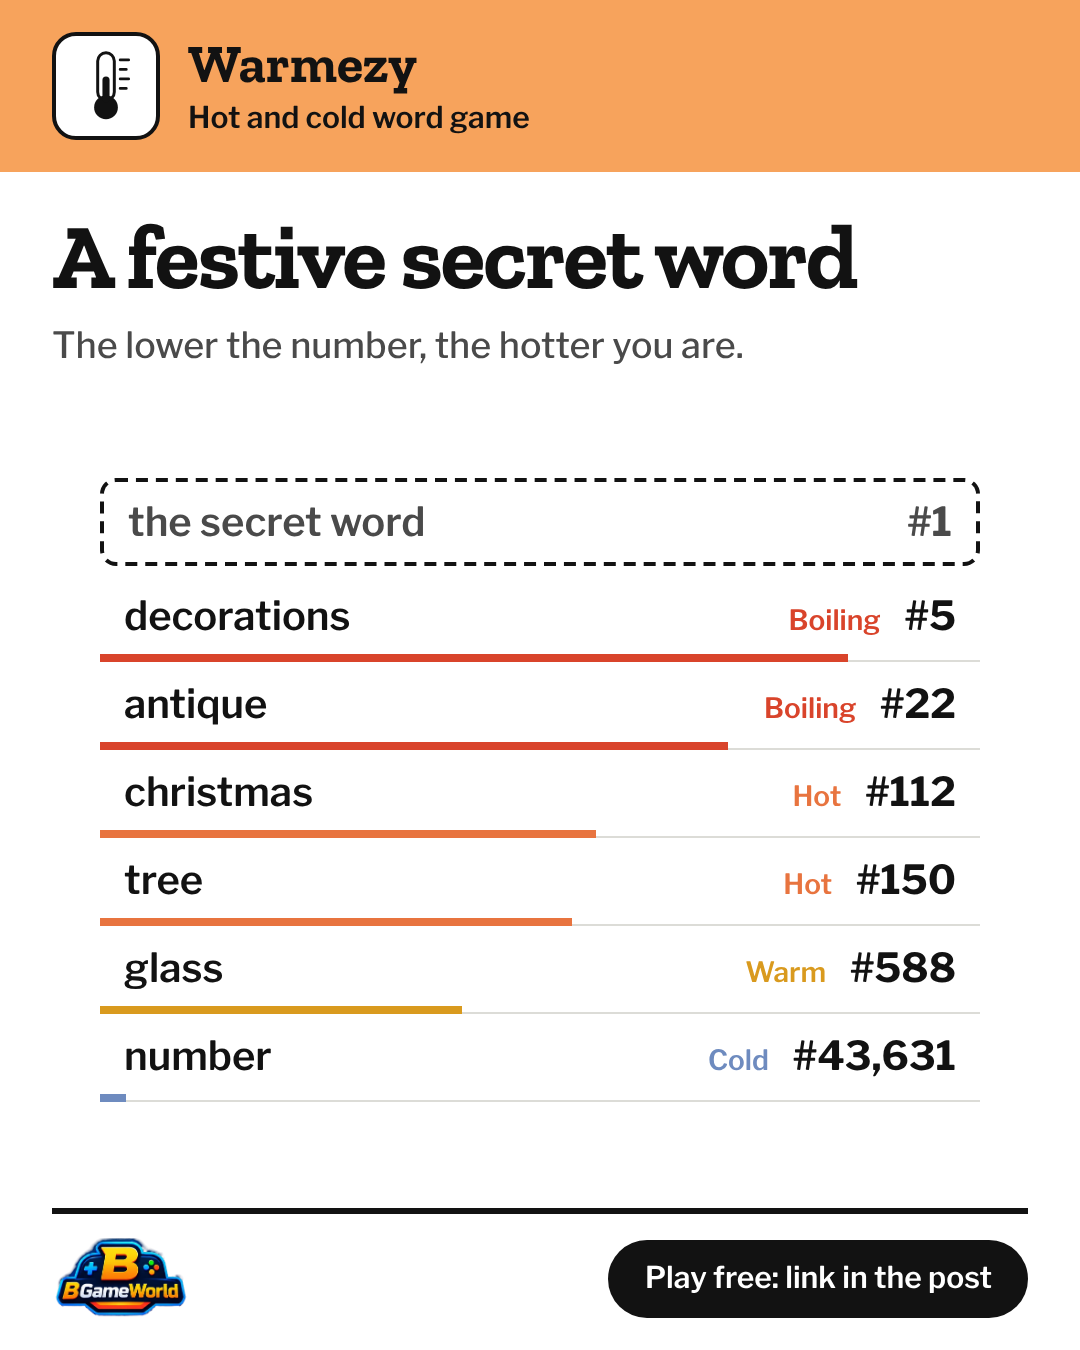 Warmezy
Hot and cold word game
A festive secret word
The lower the number, the hotter you are.
the secret word #1
decorations Boiling #5
antique Boiling #22
christmas Hot #112
tree Hot #150
glass Warm #588
number Cold #43,631
B
BGameWorld
Play free: link in the post